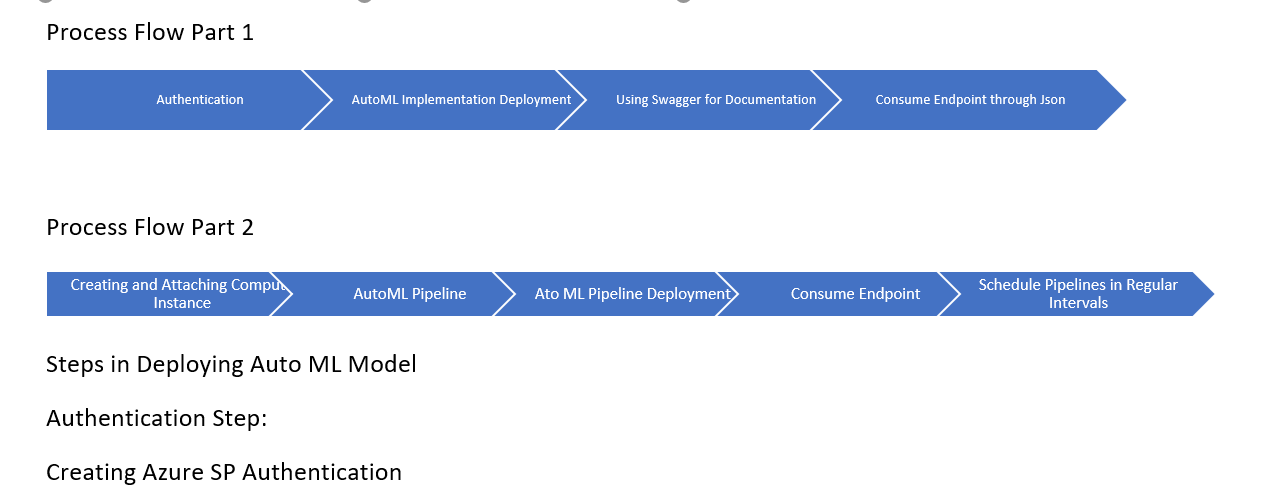 Process Flow Part 1
Authentication
AutoML Implementation Deployment
Using Swagger for Documentation
Consume Endpoint through Json
Process Flow Part 2
Creating and Attaching
Instance
AutoML Pipeline
Ato ML Pipeline Deployment
Consume Endpoint
Schedule Pipelines in Regular
Intervals
Steps in Deploying Auto ML Model
Authentication Step:
Creating Azure SP Authentication